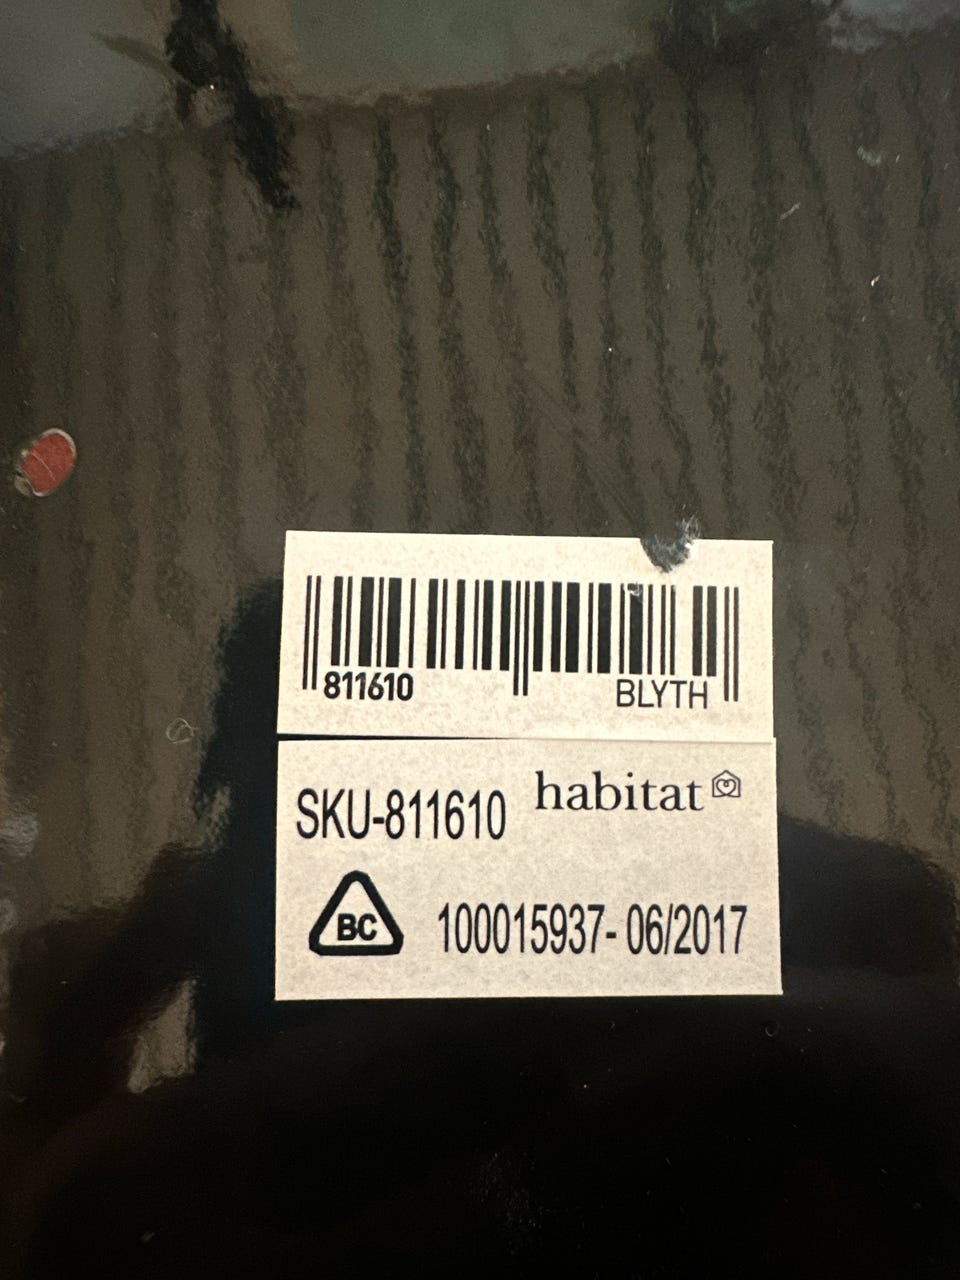 811610 BLYTH
habitat
SKU-811610
BC 100015937- 06/2017